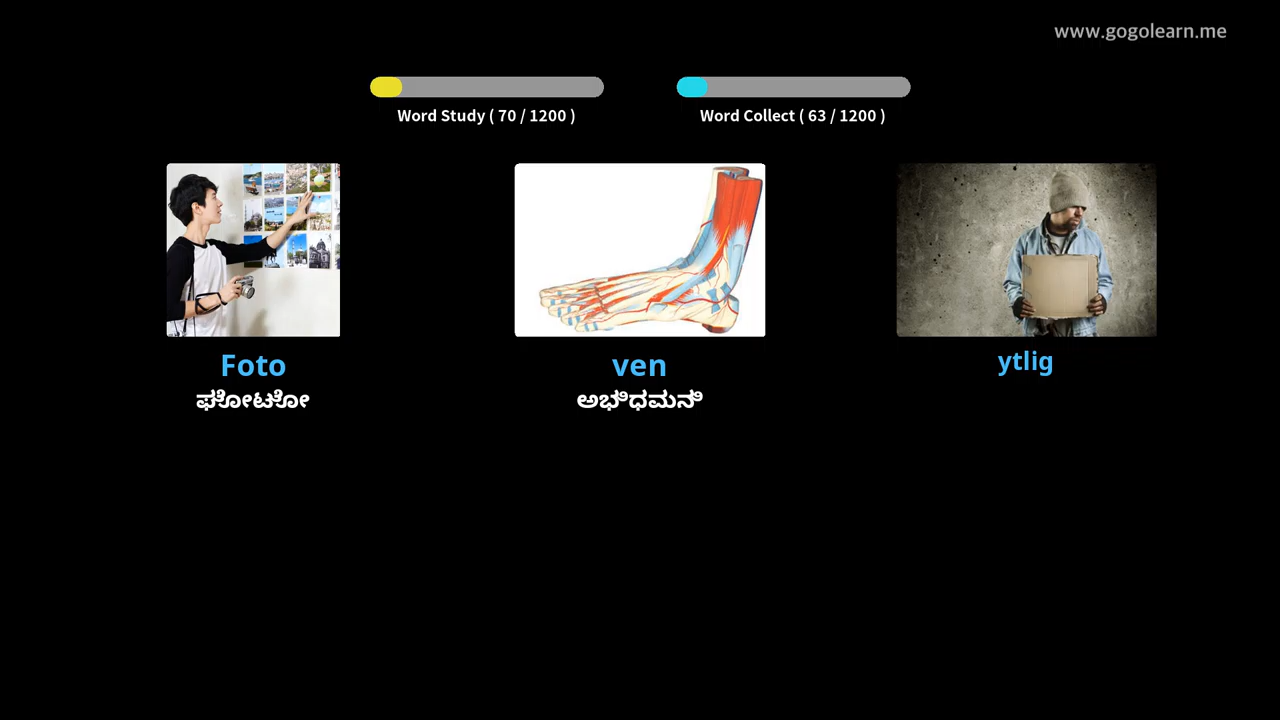 www.gogolearn.me
Word Study ( 70 / 1200 )
Word Collect ( 63 / 1200 )
Foto
ven
ytlig
ಫೋಟೋ
ಅಭಿಧಮನಿ